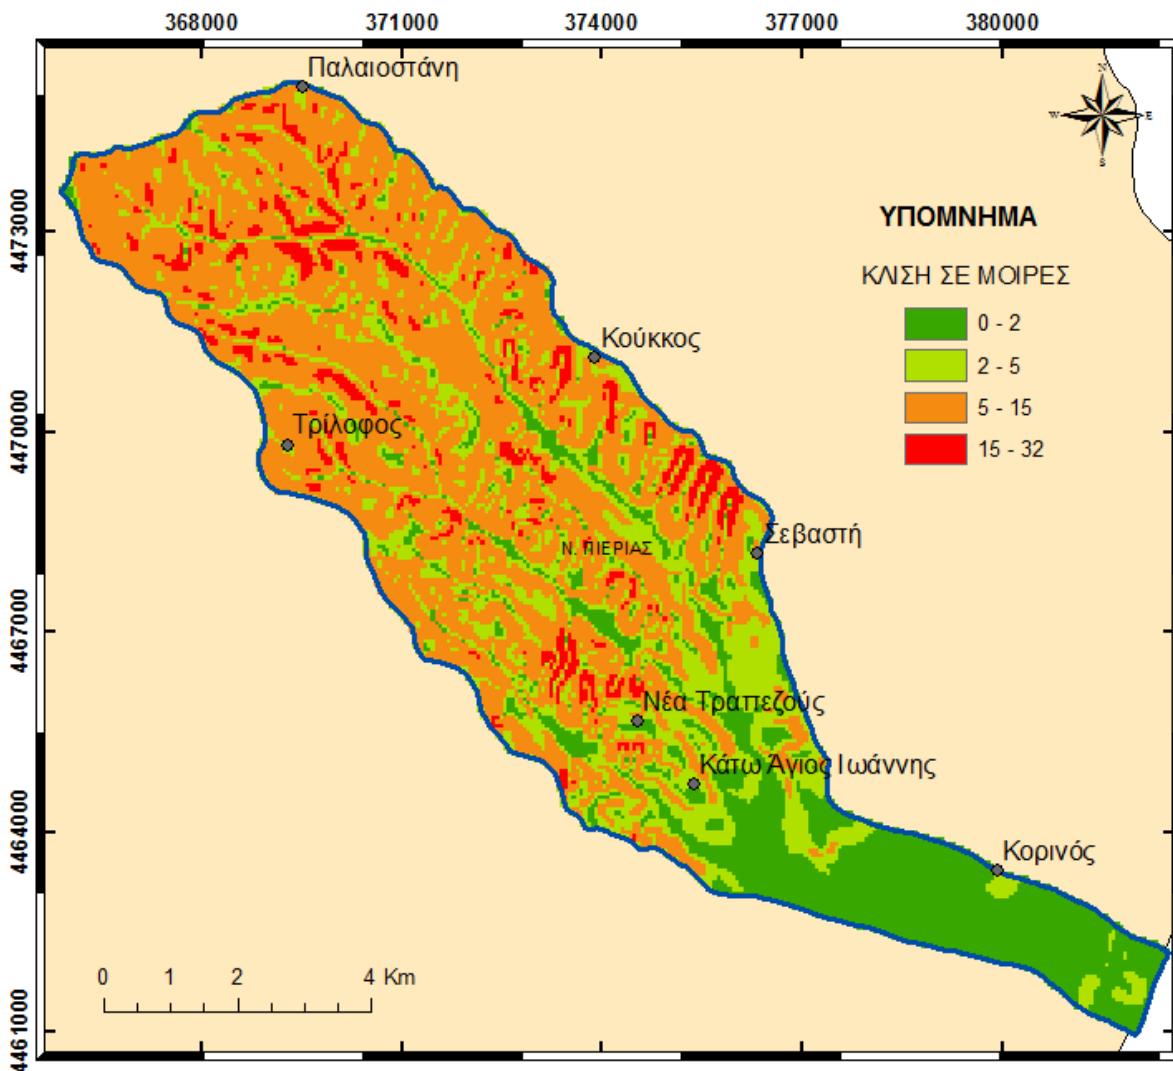 368000 371000 374000 377000 380000
Παλαιοστάνη
N
W E
S
4473000
ΥΠΟΜΝΗΜΑ
ΚΛΙΣΗ ΣΕ ΜΟΙΡΕΣ
0 - 2
2 - 5
5 - 15
15 - 32
Κούκκος
4470000
Τρίλοφος
Σεβαστή
Ν. ΠΙΕΡΙΑΣ
4467000
Νέα Τραπεζούς
Κάτω Άγιος Ιωάννης
4464000
Κορινός
0 1 2 4 Km
4461000